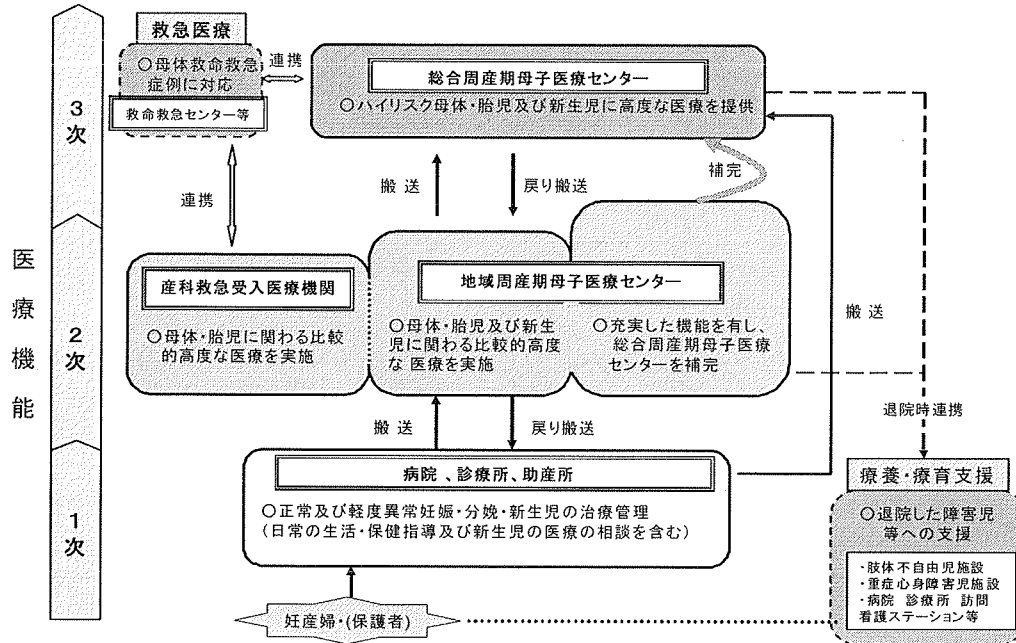 救急医療
○母体救命救急
症例に対応
救命救急センター等
連携
総合周産期母子医療センター
○ハイリスク母体・胎児及び新生児に高度な医療を提供
3次
連携
搬送
戻り搬送
補完
医療機能
2次
産科救急受入医療機関
○母体・胎児に関わる比較
的高度な医療を実施
地域周産期母子医療センター
○母体・胎児及び新生
児に関わる比較的高度
な 医療を実施
○充実した機能を有し、
総合周産期母子医療
センターを補完
搬送
搬送
戻り搬送
退院時連携
1次
病院 、診療所、助産所
○正常及び軽度異常妊娠・分娩・新生児の治療管理
(日常の生活・保健指導及び新生児の医療の相談を含む)
療養・療育支援
○退院した障害児
等への支援
・肢体不自由児施設
・重症心身障害児施設
・病院 診療所 訪問
看護ステーション等
妊産婦・(保護者)